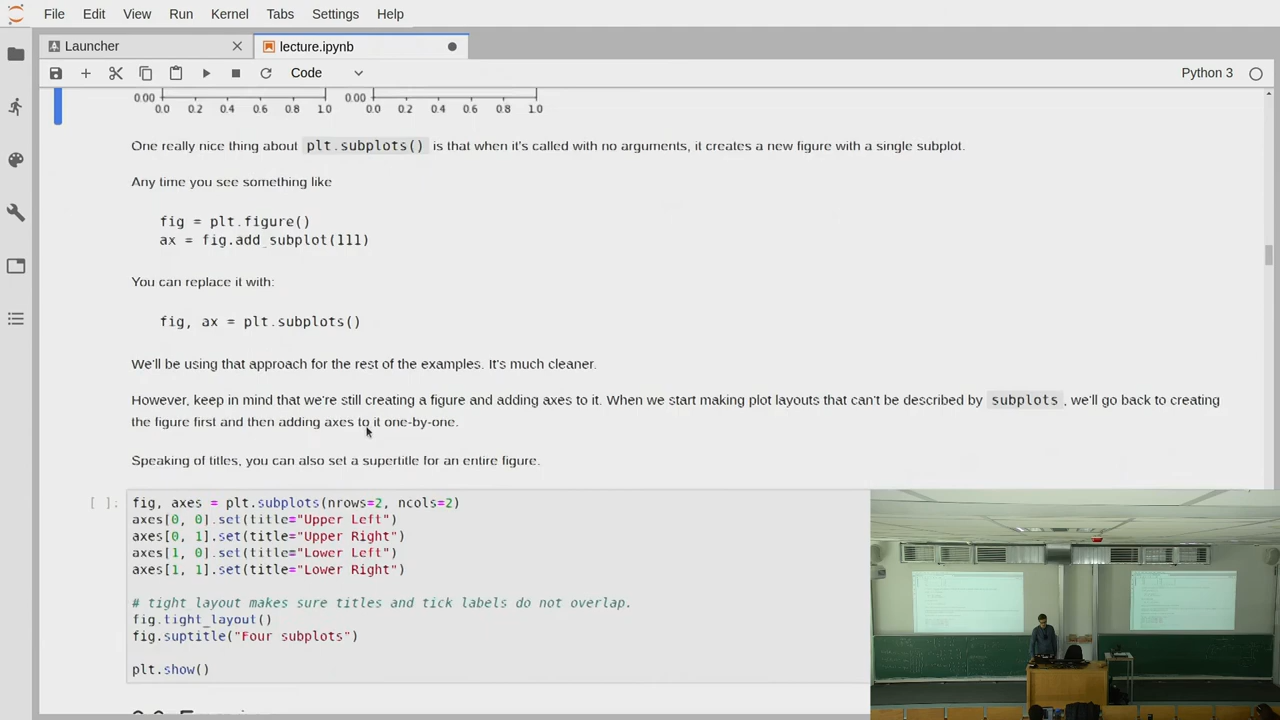 File Edit View Run Kernel Tabs Settings Help
Launcher
lecture.ipynb
Code
Python 3
0.00
0.00
0.0 0.2 0.4 0.6 0.8 1.0 0.0 0.2 0.4 0.6 0.8 1.0
One really nice thing about plt.subplots() is that when it's called with no arguments, it creates a new figure with a single subplot.
Any time you see something like
fig = plt.figure()
ax = fig.add_subplot(111)
You can replace it with:
fig, ax = plt.subplots()
We'll be using that approach for the rest of the examples. It's much cleaner.
However, keep in mind that we're still creating a figure and adding axes to it. When we start making plot layouts that can't be described by subplots, we'll go back to creating
the figure first and then adding axes to it one-by-one.
Speaking of titles, you can also set a supertitle for an entire figure.
[ ]:
fig, axes = plt.subplots(nrows=2, ncols=2)
axes[0, 0].set(title="Upper Left")
axes[0, 1].set(title="Upper Right")
axes[1, 0].set(title="Lower Left")
axes[1, 1].set(title="Lower Right")
# tight layout makes sure titles and tick labels do not overlap.
fig.tight_layout()
fig.suptitle("Four subplots")
plt.show()